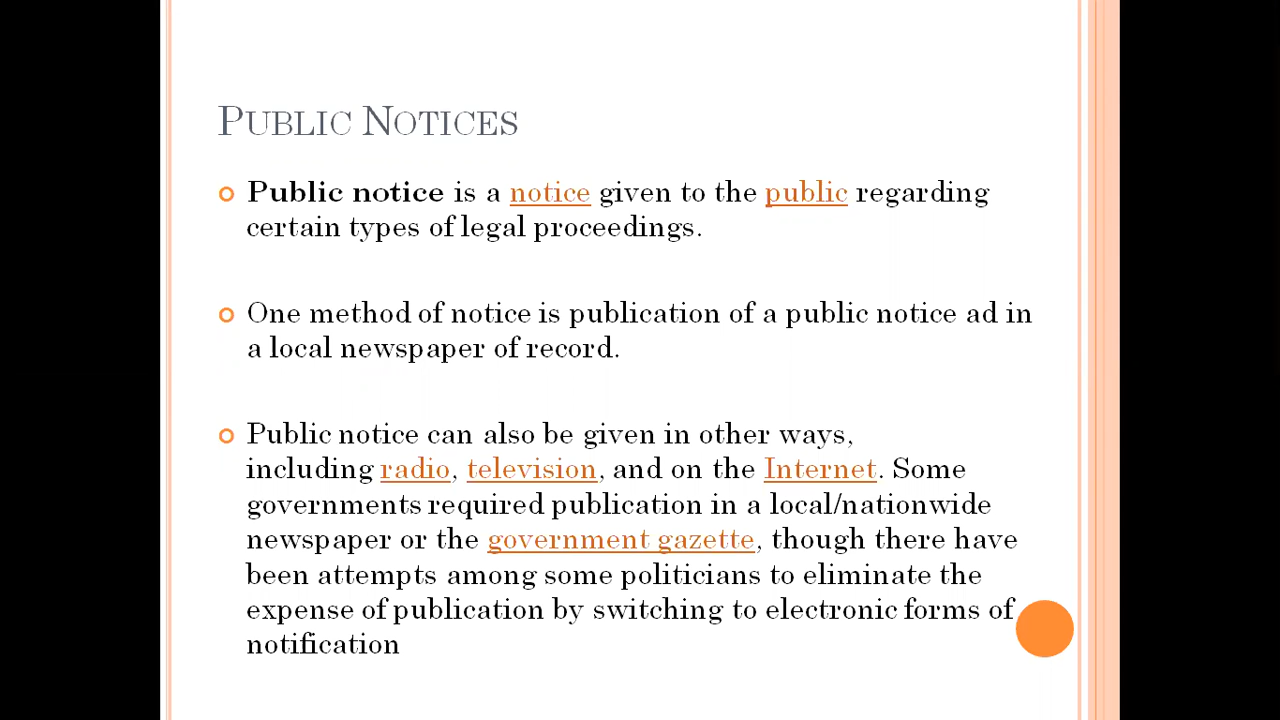 PUBLIC NOTICES
Public notice is a notice given to the public regarding
certain types of legal proceedings.
One method of notice is publication of a public notice ad in
a local newspaper of record.
Public notice can also be given in other ways,
including radio, television, and on the Internet. Some
governments required publication in a local/nationwide
newspaper or the government gazette, though there have
been attempts among some politicians to eliminate the
expense of publication by switching to electronic forms of
notification